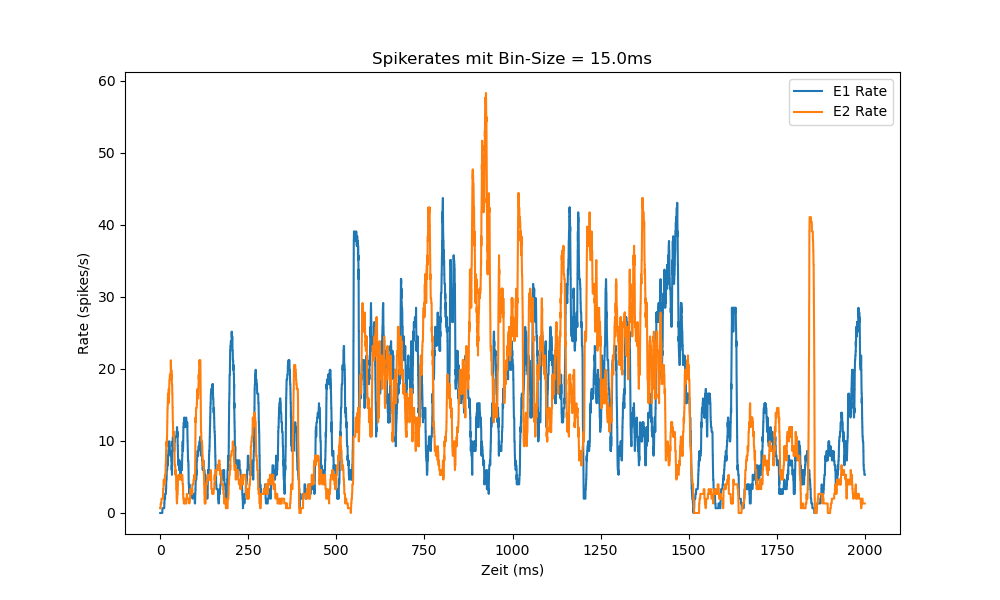 Spikerates mit Bin-Size = 15.0ms
E1 Rate
E2 Rate
Rate (spikes/s)
60
50
40
30
20
10
0
0 250 500 750 1000 1250 1500 1750 2000
Zeit (ms)